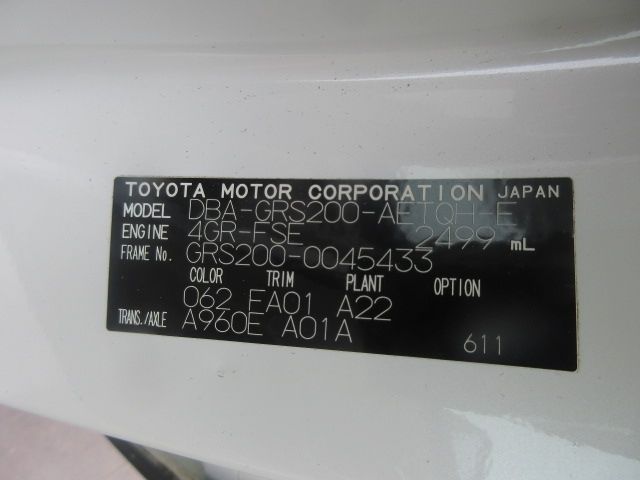 TOYOTA MOTOR CORPORATION JAPAN
MODEL DBA-GRS200-AETQH-E
ENGINE 4GR-FSE 2499 mL
FRAME No. GRS200-0045433
COLOR TRIM PLANT OPTION
062 FA01 A22
TRANS./AXLE A960E A01A
611